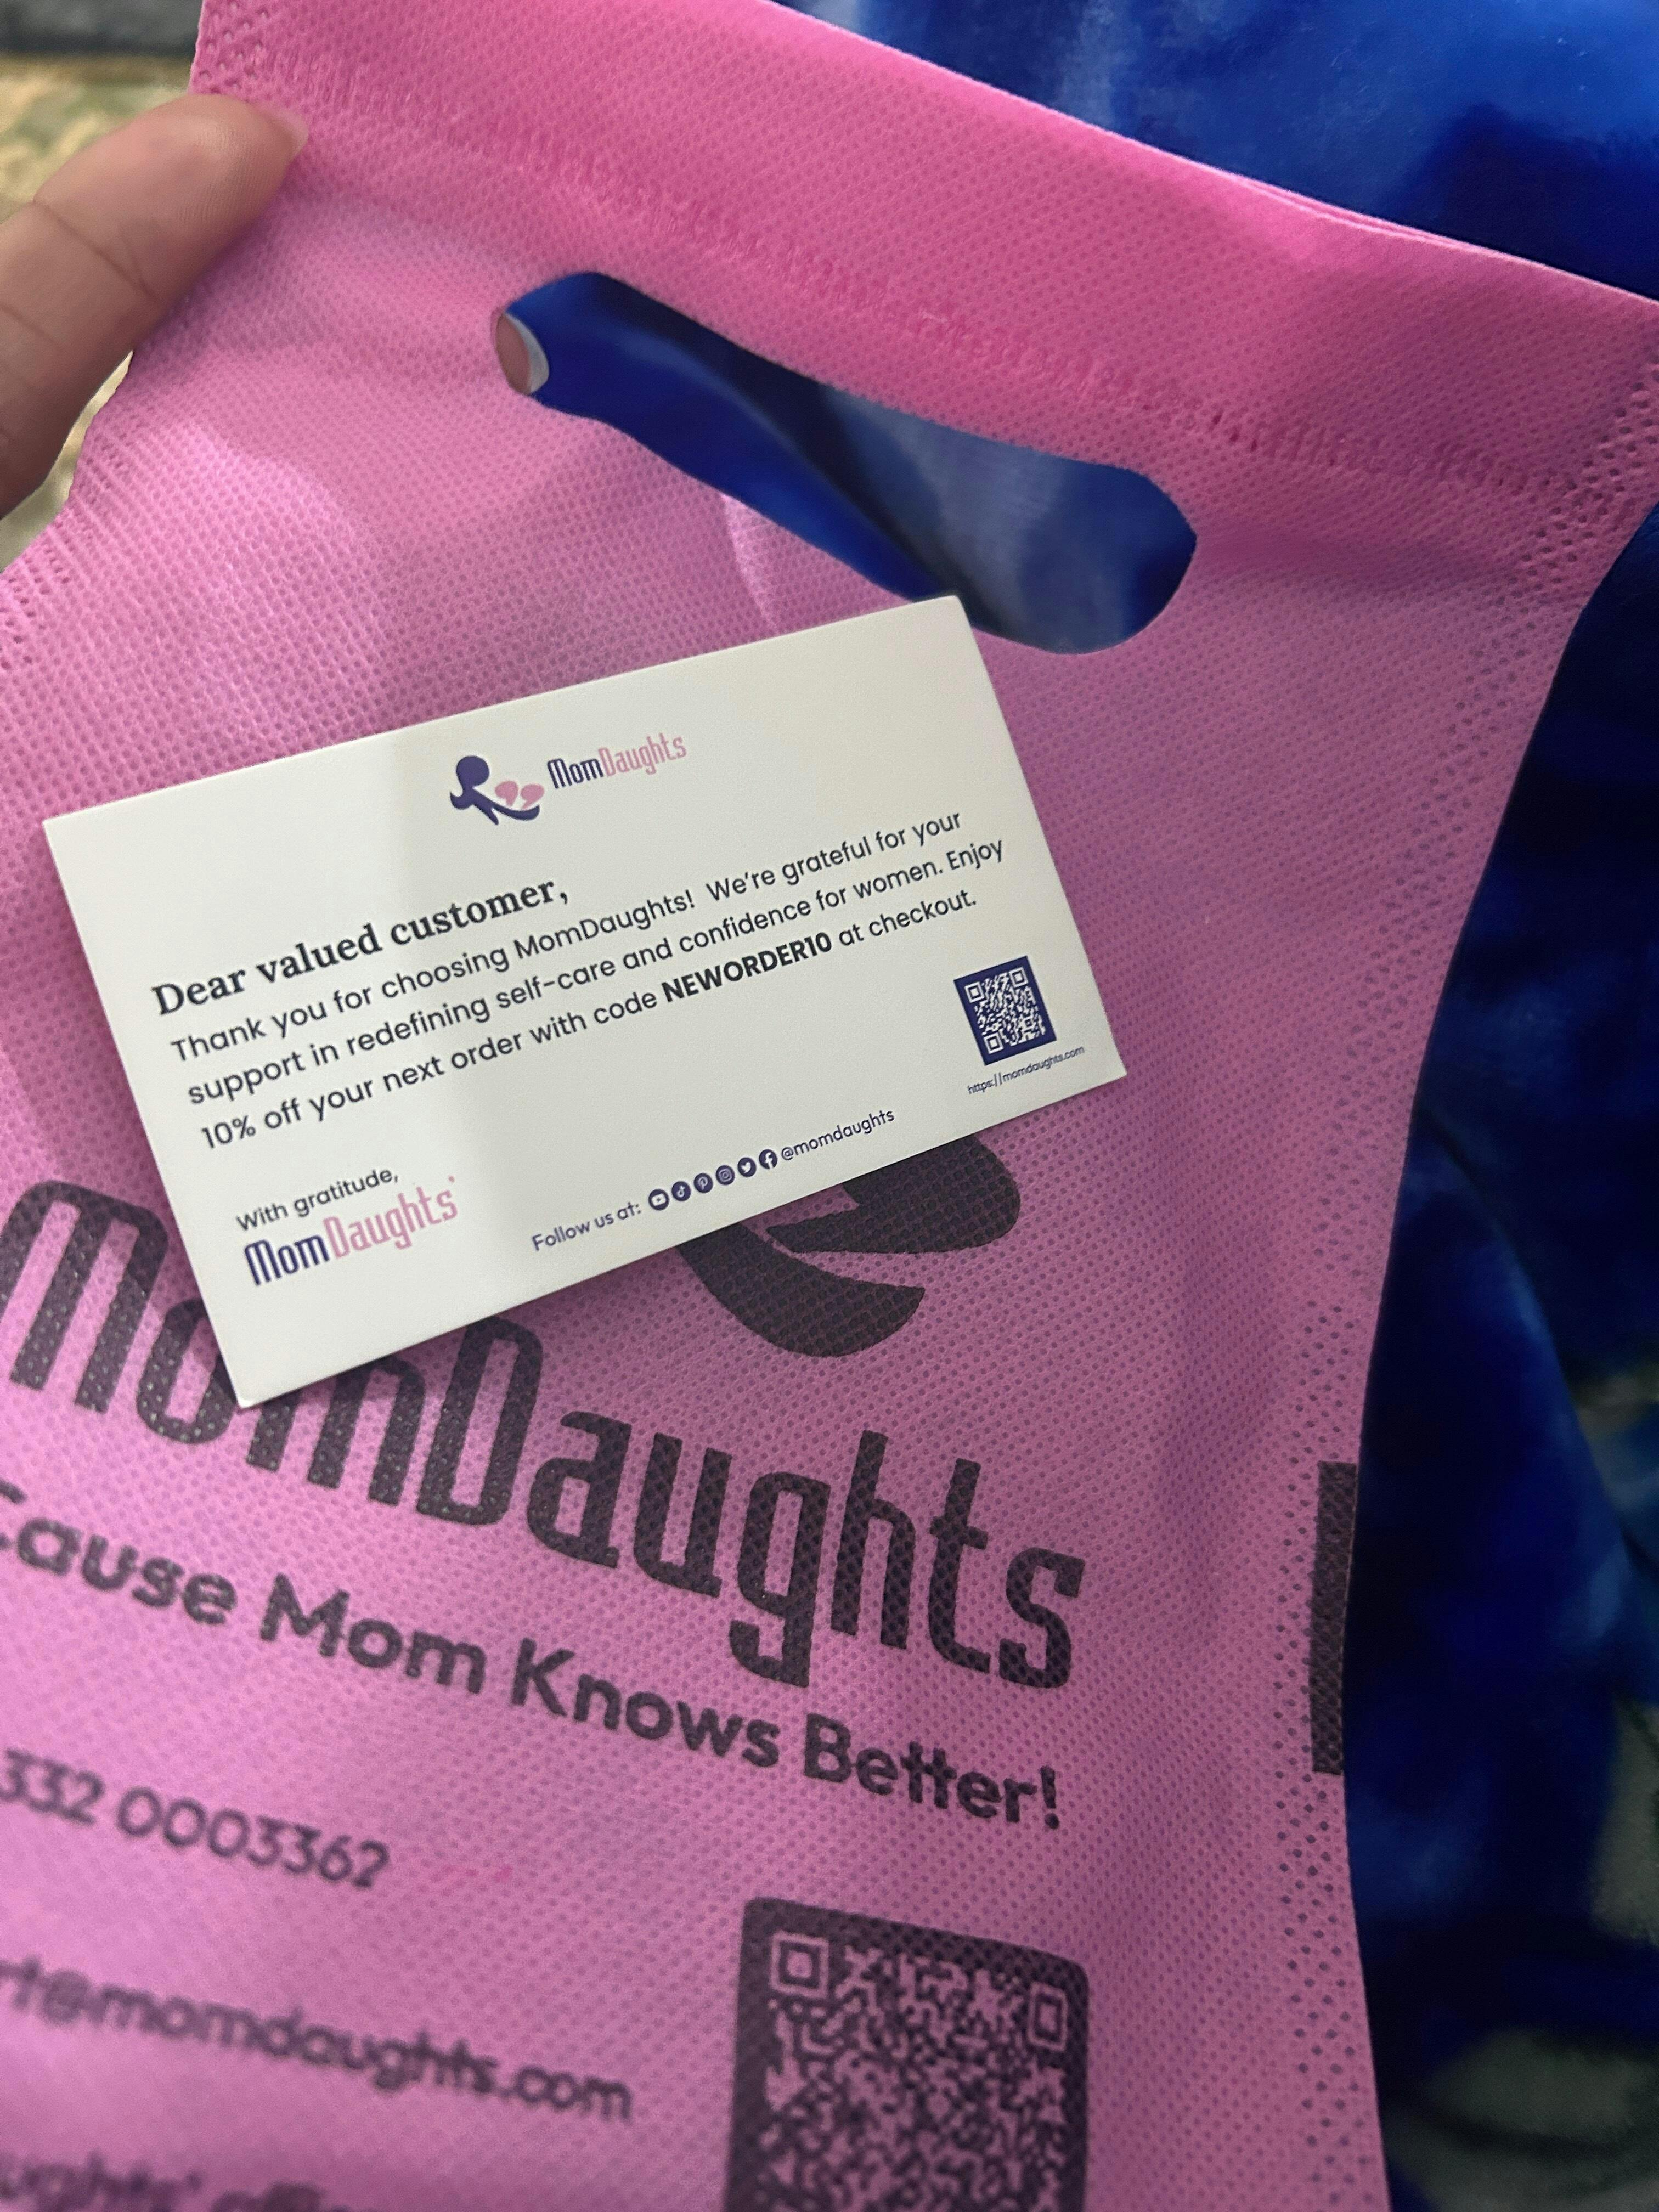 MomDaughts
Dear valued customer,
Thank you for choosing MomDaughts! We're grateful for your
support in redefining self-care and confidence for women. Enjoy
10% off your next order with code NEWORDER10 at checkout.
https://momdaughts.com
With gratitude,
MomDaughts
Follow us at: @momdaughts
MomDaughts
Cause Mom Knows Better!
332 0003362
rt@momdaughts.com